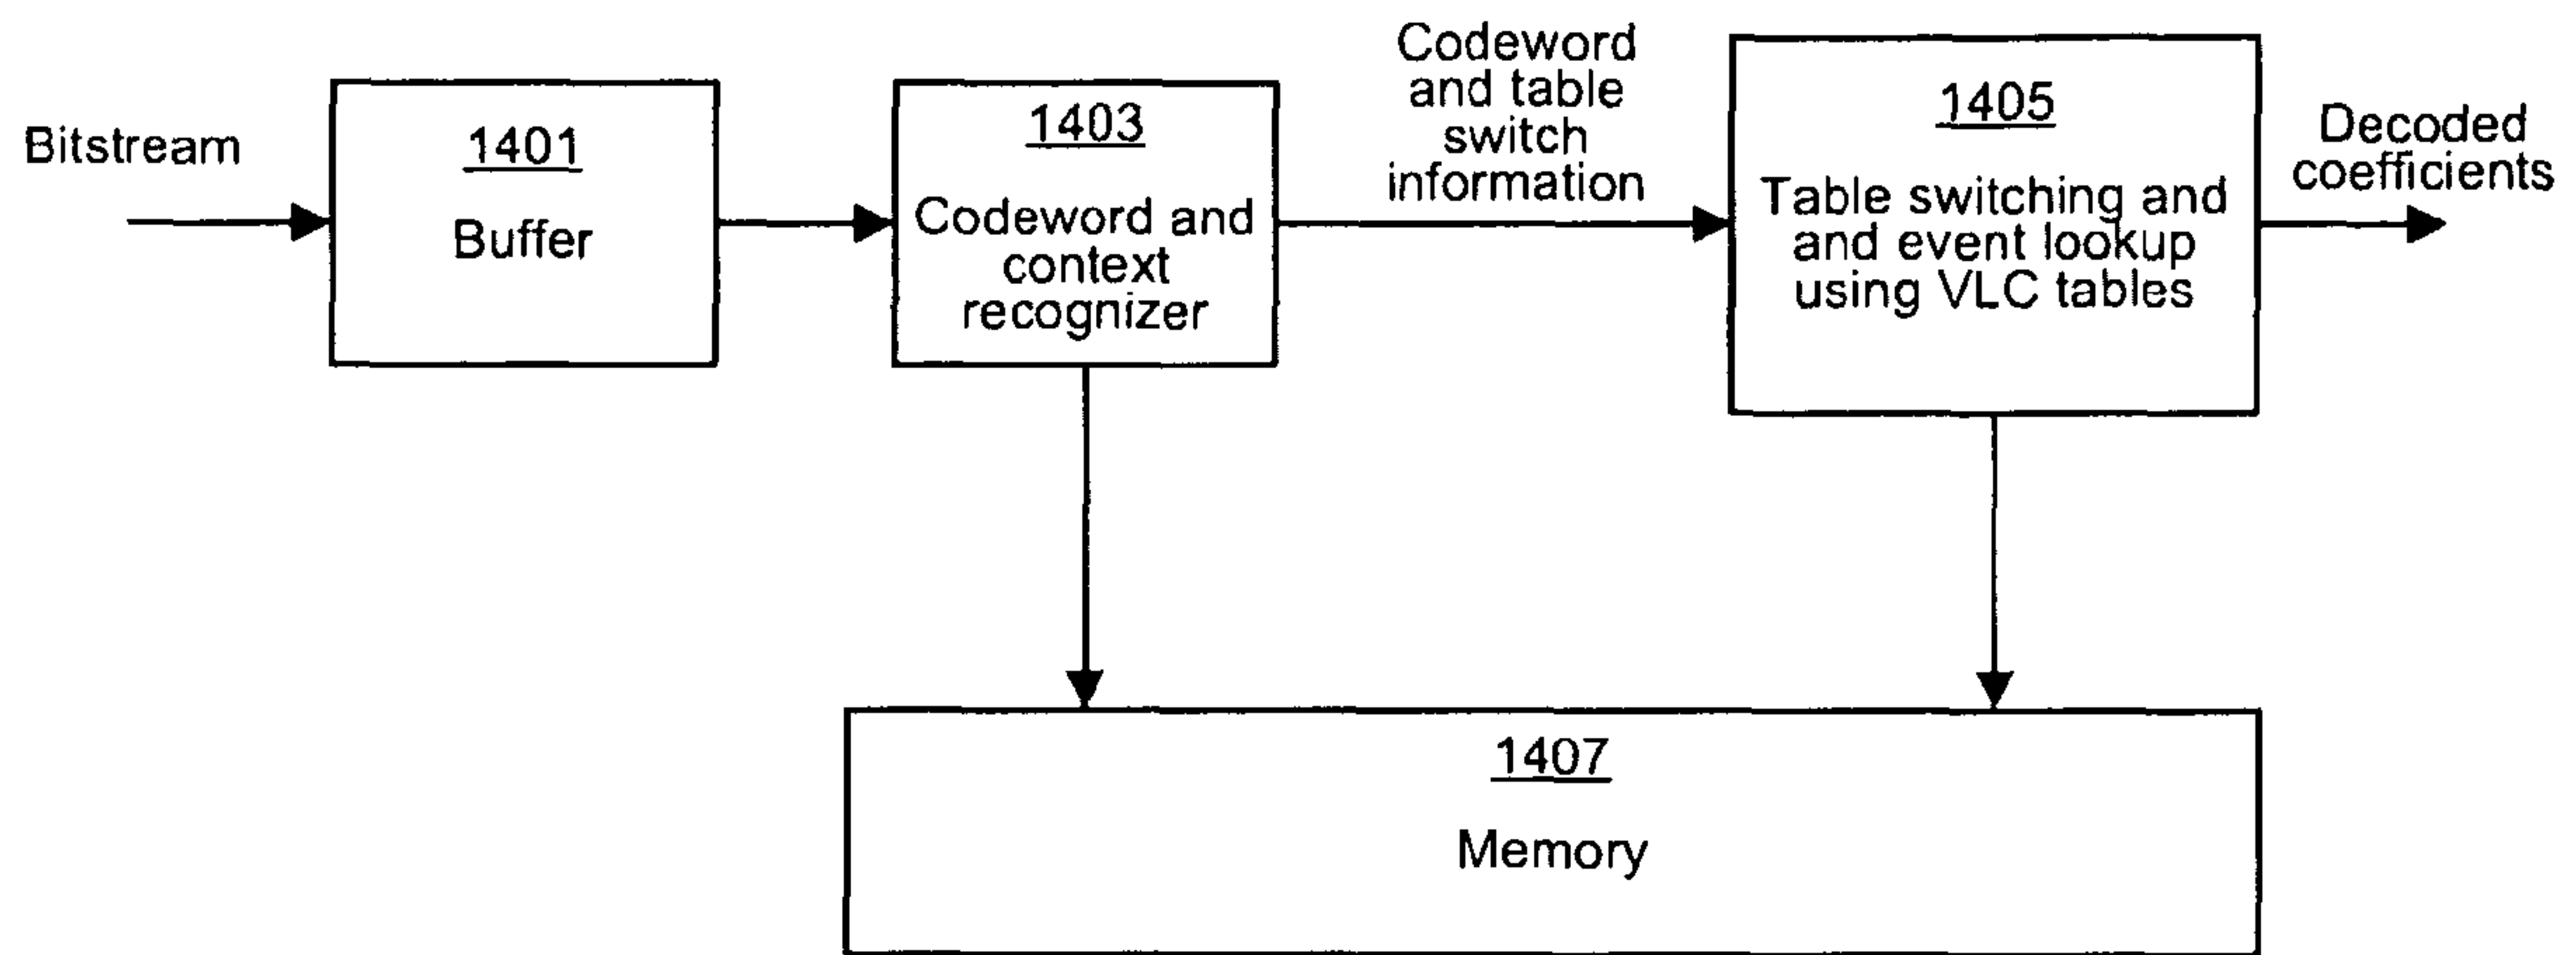 Bitstream
1401
Buffer
1403
Codeword and
context
recognizer
Codeword
and table
switch
information
1405
Table switching and
and event lookup
using VLC tables
Decoded
coefficients
1407
Memory